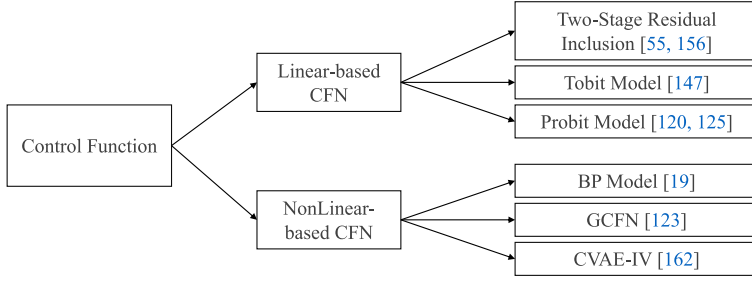 Control Function
Linear-based
CFN
Two-Stage Residual
Inclusion [55, 156]
Tobit Model [147]
Probit Model [120, 125]
NonLinear-
based CFN
BP Model [19]
GCFN [123]
CVAE-IV [162]